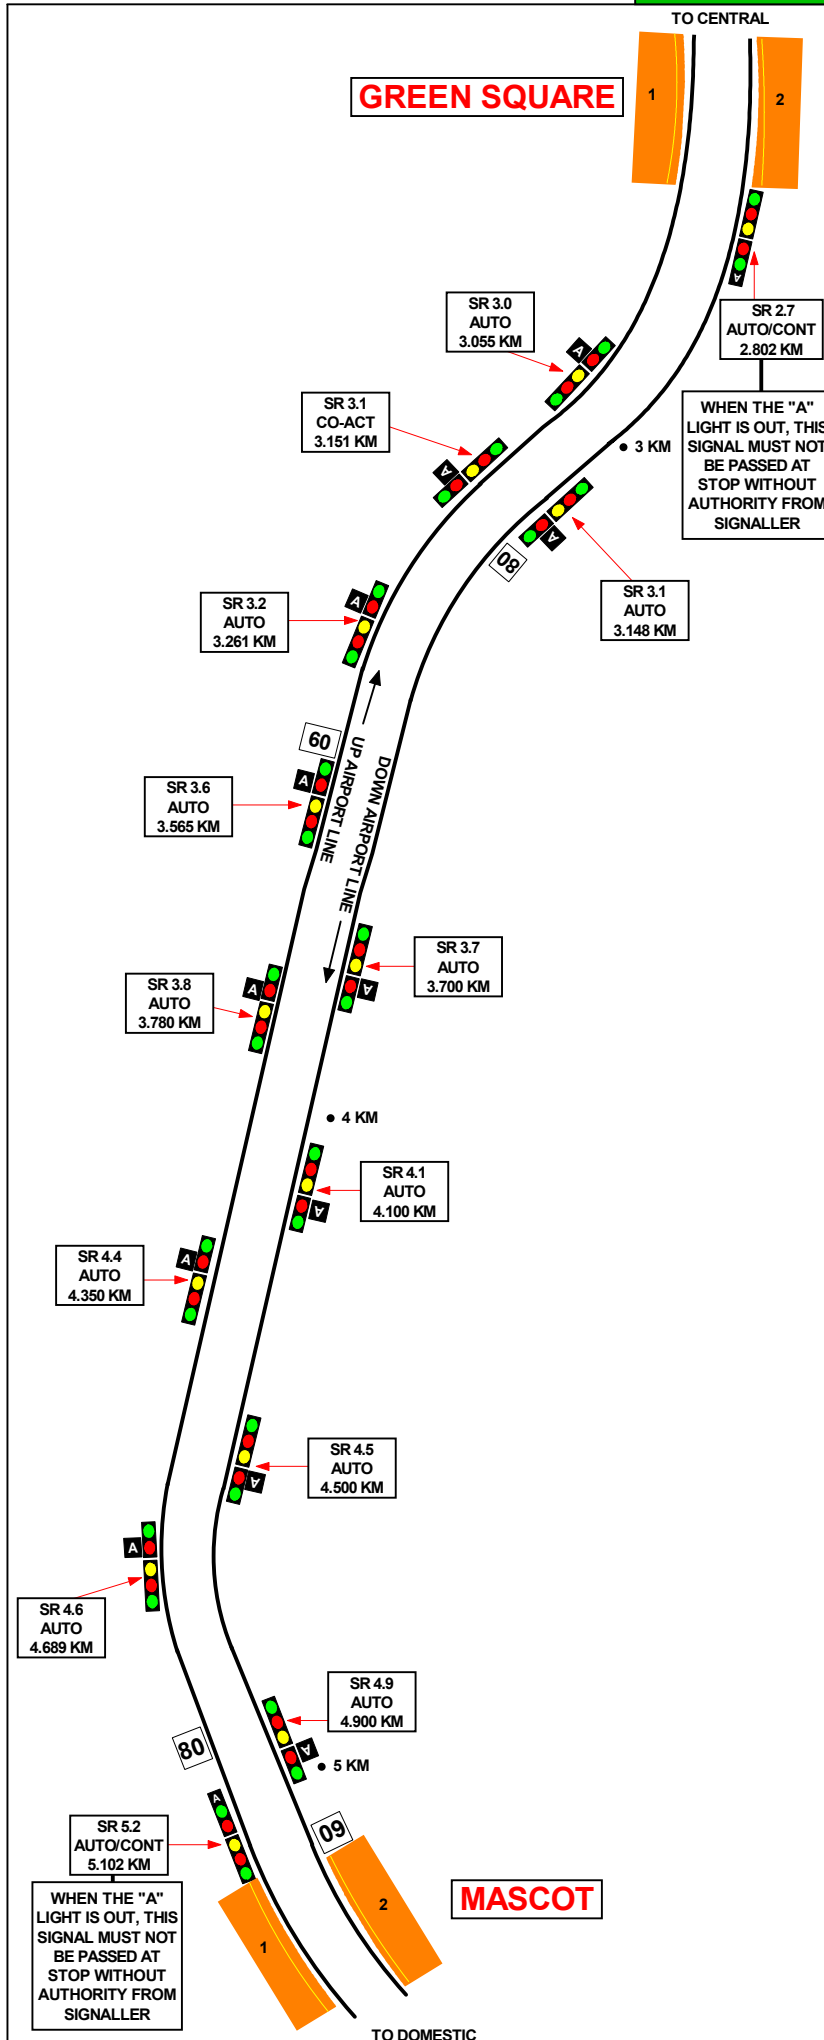 TO CENTRAL
GREEN SQUARE
1
2
A
SR 2.7
AUTO/CONT
2.802 KM
WHEN THE "A"
LIGHT IS OUT, THIS
SIGNAL MUST NOT
BE PASSED AT
STOP WITHOUT
AUTHORITY FROM
SIGNALLER
SR 3.0
AUTO
3.055 KM
A
SR 3.1
CO-ACT
3.151 KM
A
3 KM
A
80
SR 3.1
AUTO
3.148 KM
SR 3.2
AUTO
3.261 KM
A
60
UP AIRPORT LINE
DOWN AIRPORT LINE
SR 3.6
AUTO
3.565 KM
A
SR 3.7
AUTO
3.700 KM
A
SR 3.8
AUTO
3.780 KM
A
4 KM
SR 4.1
AUTO
4.100 KM
A
SR 4.4
AUTO
4.350 KM
A
SR 4.5
AUTO
4.500 KM
A
SR 4.6
AUTO
4.689 KM
A
SR 4.9
AUTO
4.900 KM
A
80
5 KM
A
SR 5.2
AUTO/CONT
5.102 KM
60
WHEN THE "A"
LIGHT IS OUT, THIS
SIGNAL MUST NOT
BE PASSED AT
STOP WITHOUT
AUTHORITY FROM
SIGNALLER
MASCOT
1
2
TO DOMESTIC